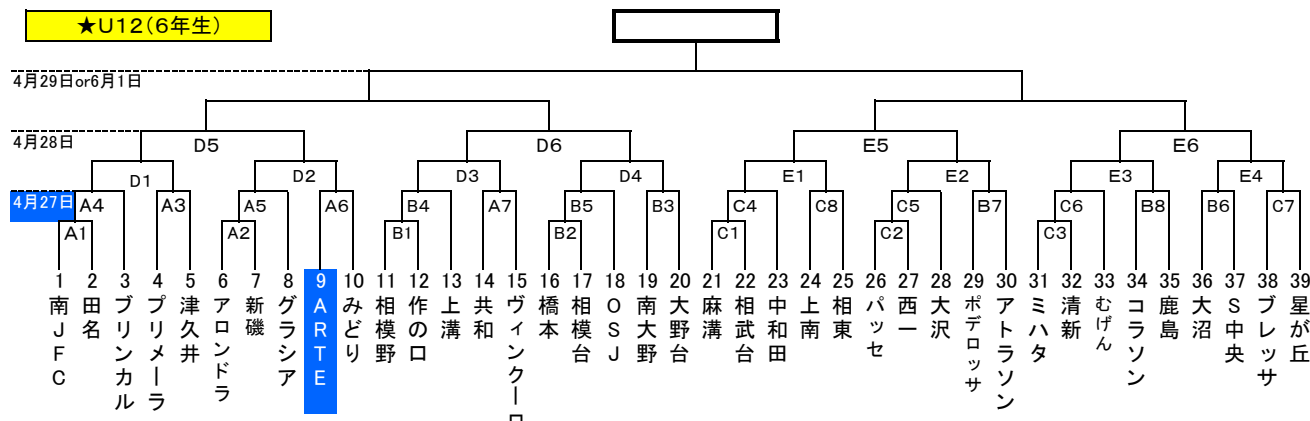 ★U12(6年生)
4月29日or6月1日
4月28日
D5
D6
E5
E6
D1
D2
D3
D4
E1
E2
E3
E4
4月27日
A4
A3
A5
A6
B4
A7
B5
B3
C4
C8
C5
B7
C6
B8
B6
C7
A1
A2
B1
B2
C1
C2
C3
1 南JFC
2 田名
3 ブリンカル
4 プリメーラ
5 津久井
6 アロンドラ
7 新磯
8 グラシア
9 ARTE
10 みどり
11 相模野
12 作の口
13 上溝
14 共和
15 ヴィンクーロ
16 橋本
17 相模台
18 OSJ
19 南大野
20 大野台
21 麻溝
22 相武台
23 中和田
24 上南
25 相東
26 パッセ
27 西一
28 大沢
29 ポデロッサ
30 アトラソン
31 ミハタ
32 清新
33 むげん
34 コラソン
35 鹿島
36 大沼
37 S中央
38 ブレッサ
39 星が丘